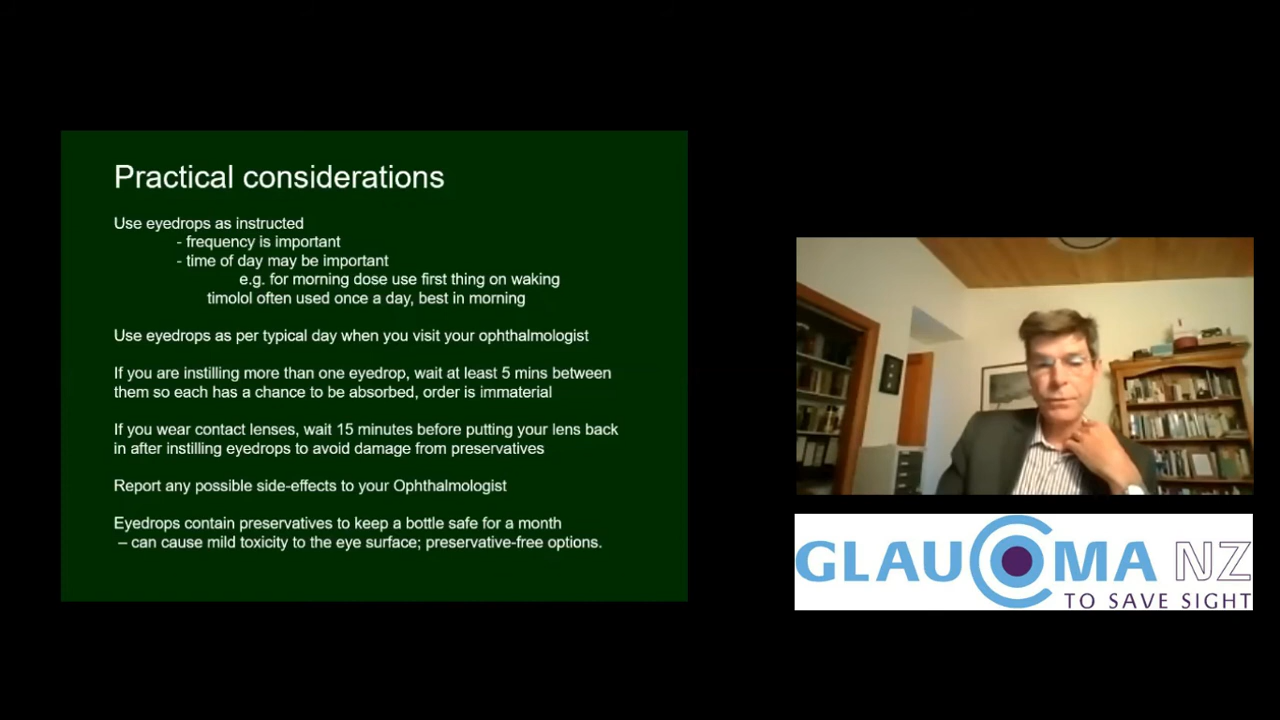 Practical considerations
Use eyedrops as instructed
- frequency is important
- time of day may be important
e.g. for morning dose use first thing on waking
timolol often used once a day, best in morning
Use eyedrops as per typical day when you visit your ophthalmologist
If you are instilling more than one eyedrop, wait at least 5 mins between
them so each has a chance to be absorbed, order is immaterial
If you wear contact lenses, wait 15 minutes before putting your lens back
in after instilling eyedrops to avoid damage from preservatives
Report any possible side-effects to your Ophthalmologist
Eyedrops contain preservatives to keep a bottle safe for a month
– can cause mild toxicity to the eye surface; preservative-free options.
GLAUCOMA NZ
TO SAVE SIGHT